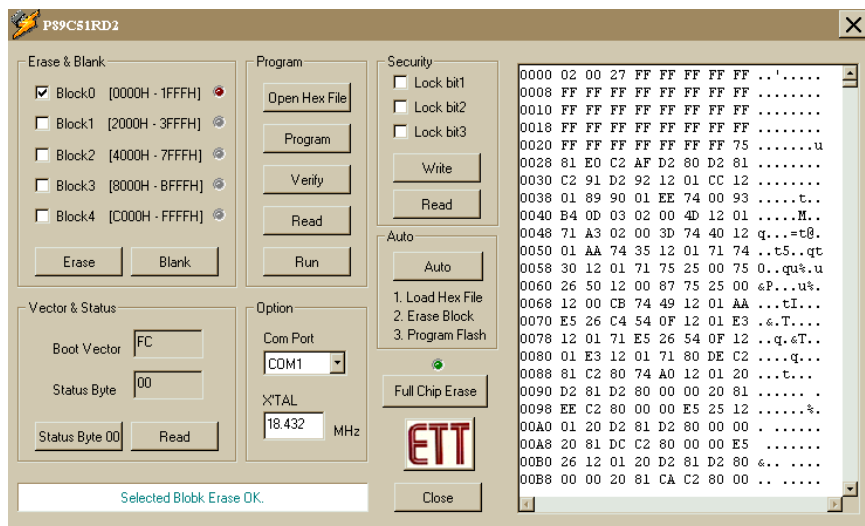 P89C51RD2
Erase & Blank
Block0 [0000H - 1FFFH]
Block1 [2000H - 3FFFH]
Block2 [4000H - 7FFFH]
Block3 [8000H - BFFFH]
Block4 [C000H - FFFFH]
Erase Blank
Program
Open Hex File
Program
Verify
Read
Run
Security
Lock bit1
Lock bit2
Lock bit3
Write
Read
Auto
Auto
1. Load Hex File
2. Erase Block
3. Program Flash
Vector & Status
Boot Vector FC
Status Byte 00
Status Byte 00 Read
Option
Com Port
COM1
X'TAL
18.432 MHz
Full Chip Erase
ETT
Close
Selected Blobk Erase OK.
0000 02 00 27 FF FF FF FF FF ..'.....
0008 FF FF FF FF FF FF FF FF ........
0010 FF FF FF FF FF FF FF FF ........
0018 FF FF FF FF FF FF FF FF ........
0020 FF FF FF FF FF FF FF 75 .......u
0028 81 E0 C2 AF D2 80 D2 81 ........
0030 C2 91 D2 92 12 01 CC 12 ........
0038 01 89 90 01 EE 74 00 93 .....t..
0040 B4 0D 03 02 00 4D 12 01 .....M..
0048 71 A3 02 00 3D 74 40 12 q...=t@.
0050 01 AA 74 35 12 01 71 74 ..t5..qt
0058 30 12 01 71 75 25 00 75 0..qu%.u
0060 26 50 12 00 87 75 25 00 &P...u%.
0068 12 00 CB 74 49 12 01 AA ...tI...
0070 E5 26 C4 54 0F 12 01 E3 .&.T....
0078 12 01 71 E5 26 54 0F 12 ..q.&T..
0080 01 E3 12 01 71 80 DE C2 ....q...
0088 81 C2 80 74 A0 12 01 20 ...t...
0090 D2 81 D2 80 00 00 20 81 ...... .
0098 EE C2 80 00 00 E5 25 12 ......%.
00A0 01 20 D2 81 D2 80 00 00 . ......
00A8 20 81 DC C2 80 00 00 E5 .......
00B0 26 12 01 20 D2 81 D2 80 &.. ....
00B8 00 00 20 81 CA C2 80 00 .. .....